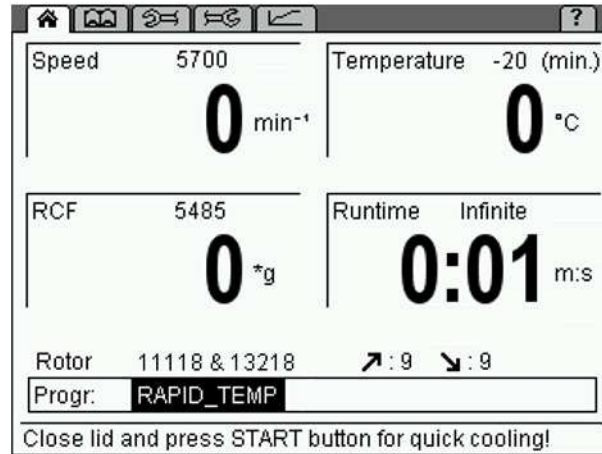 ?
Speed 5700
0 min⁻¹
Temperature -20 (min.)
0 °C
RCF 5485
0 *g
Runtime Infinite
0:01 m:s
Rotor 11118 & 13218 ↗: 9 ↘: 9
Progr: RAPID_TEMP
Close lid and press START button for quick cooling!